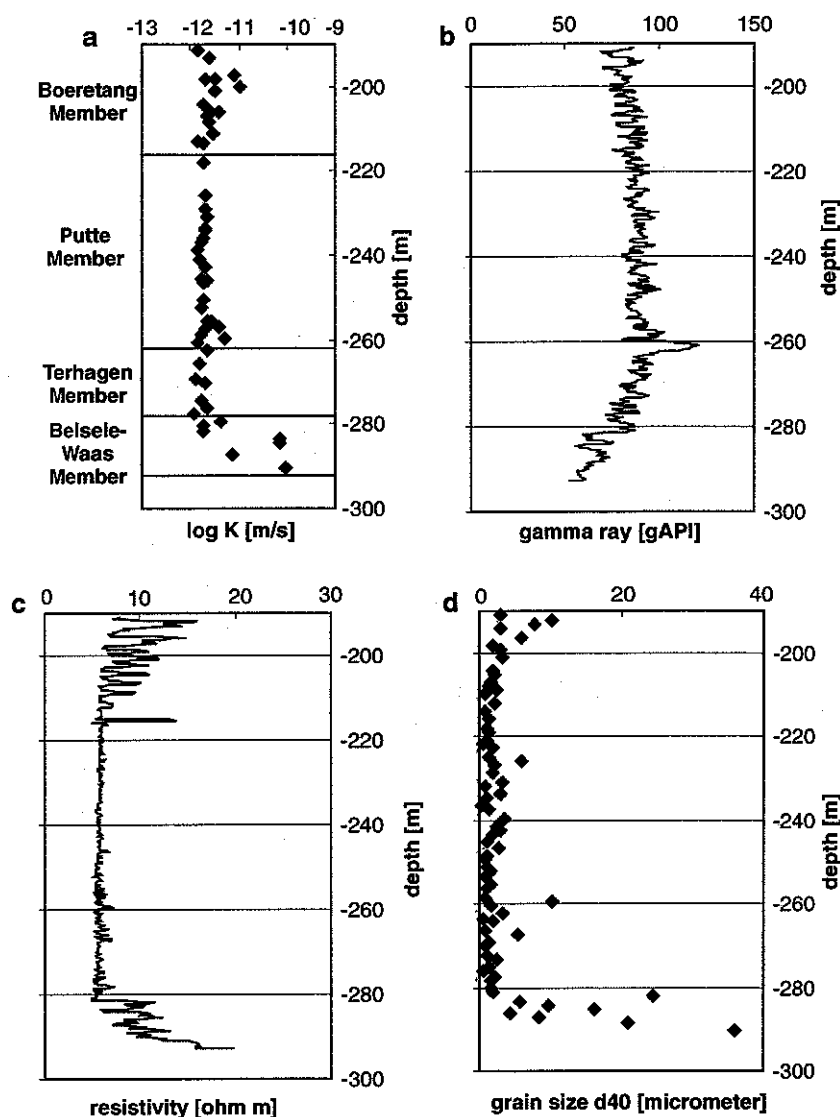 a
-13 -12 -11 -10 -9
Boeretang
Member
Putte
Member
Terhagen
Member
Belsele-
Waas
Member
-200
-220
-240
-260
-280
-300
depth [m]
log K [m/s]
b
0 50 100 150
-200
-220
-240
-260
-280
-300
depth [m]
gamma ray [gAPI]
c
0 10 20 30
-200
-220
-240
-260
-280
-300
depth [m]
resistivity [ohm m]
d
0 20 40
-200
-220
-240
-260
-280
-300
depth [m]
grain size d40 [micrometer]